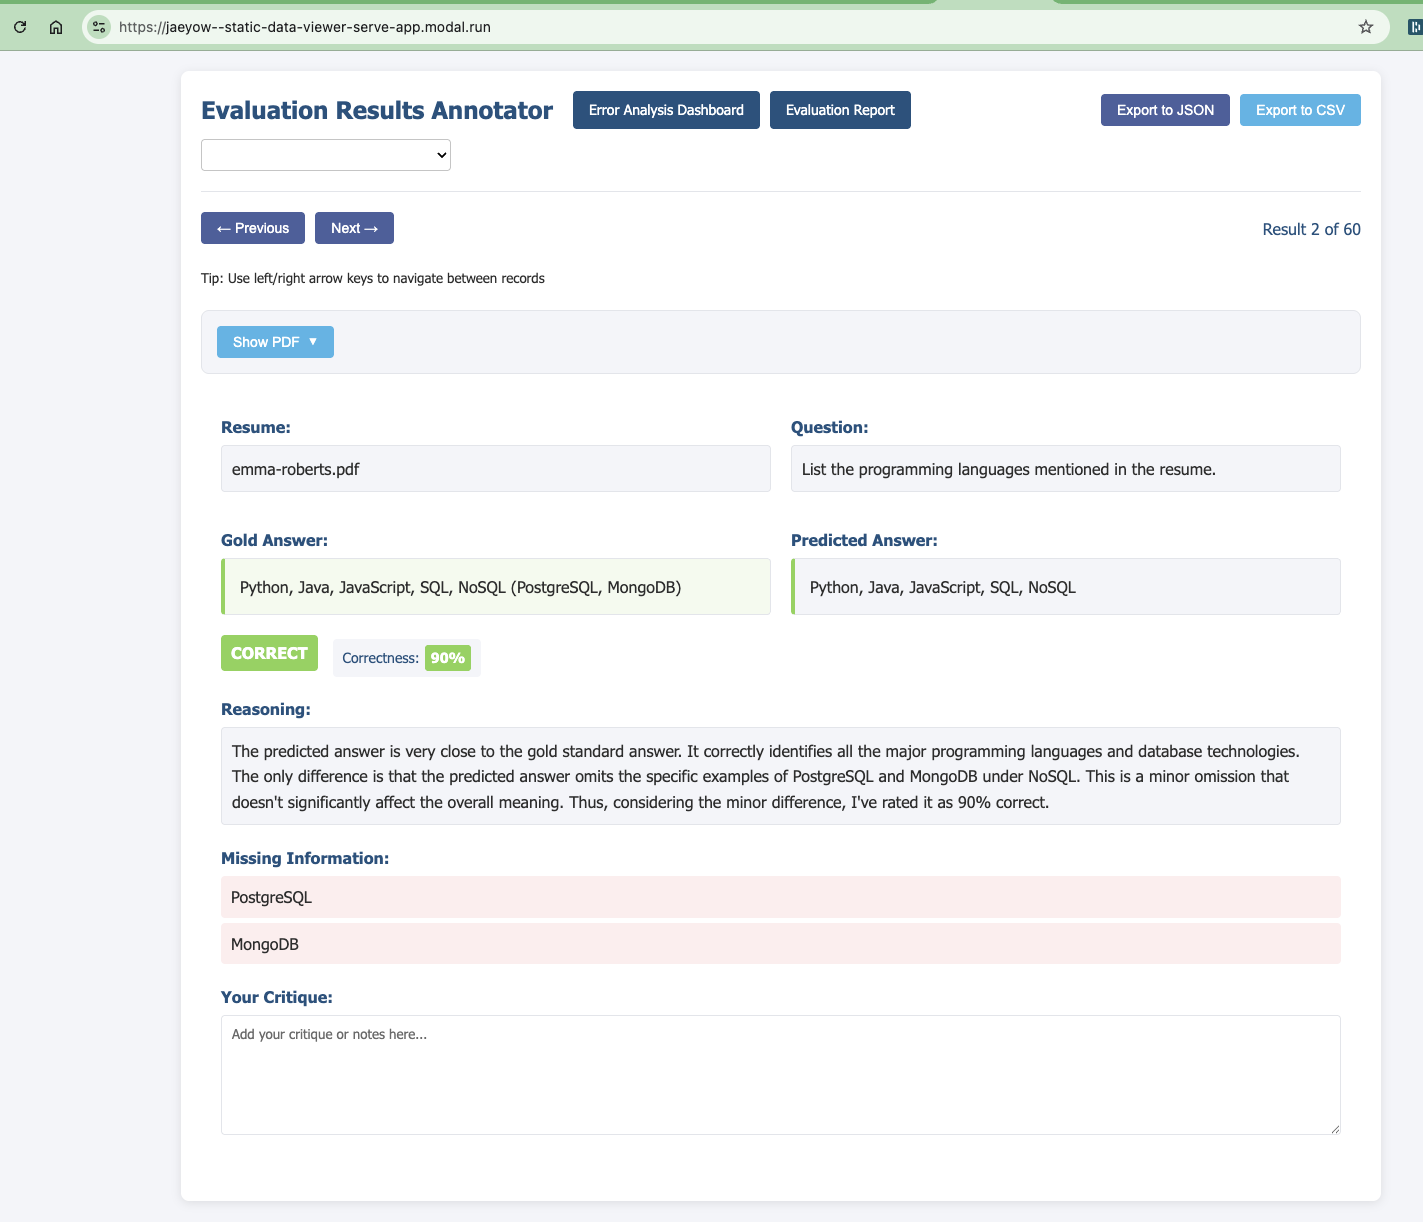 https://jaeyow--static-data-viewer-serve-app.modal.run
Evaluation Results Annotator
Error Analysis Dashboard
Evaluation Report
Export to JSON
Export to CSV
← Previous
Next →
Result 2 of 60
Tip: Use left/right arrow keys to navigate between records
Show PDF ▼
Resume:
emma-roberts.pdf
Question:
List the programming languages mentioned in the resume.
Gold Answer:
Python, Java, JavaScript, SQL, NoSQL (PostgreSQL, MongoDB)
Predicted Answer:
Python, Java, JavaScript, SQL, NoSQL
CORRECT
Correctness: 90%
Reasoning:
The predicted answer is very close to the gold standard answer. It correctly identifies all the major programming languages and database technologies.
The only difference is that the predicted answer omits the specific examples of PostgreSQL and MongoDB under NoSQL. This is a minor omission that
doesn't significantly affect the overall meaning. Thus, considering the minor difference, I've rated it as 90% correct.
Missing Information:
PostgreSQL
MongoDB
Your Critique:
Add your critique or notes here...